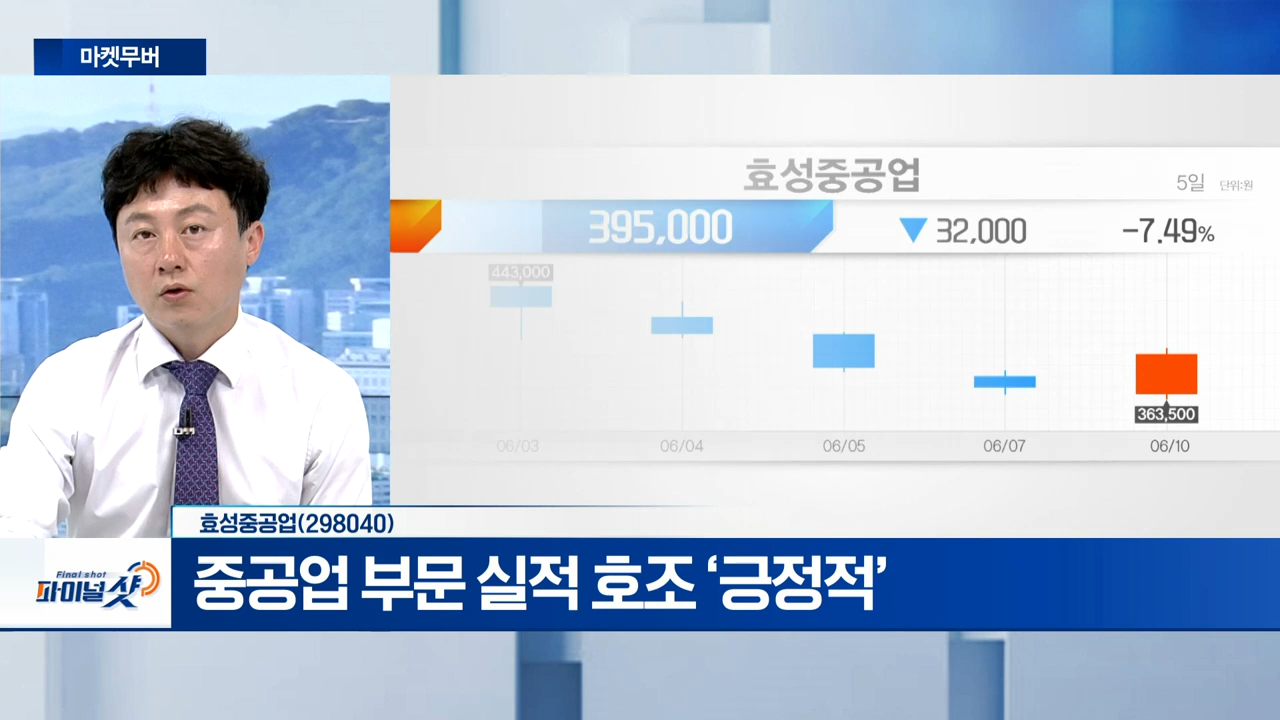 마켓무버
효성중공업
5일 단위:원
395,000 ▼ 32,000 -7.49%
443,000
363,500
06/03 06/04 06/05 06/07 06/10
효성중공업(298040)
Final shot
파이널샷
중공업 부문 실적 호조 ‘긍정적’